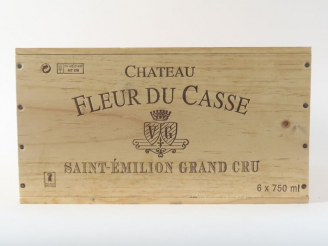 CHATEAU
FLEUR DU CASSE
V G
SAINT-ÉMILION GRAND CRU
6 x 750 ml